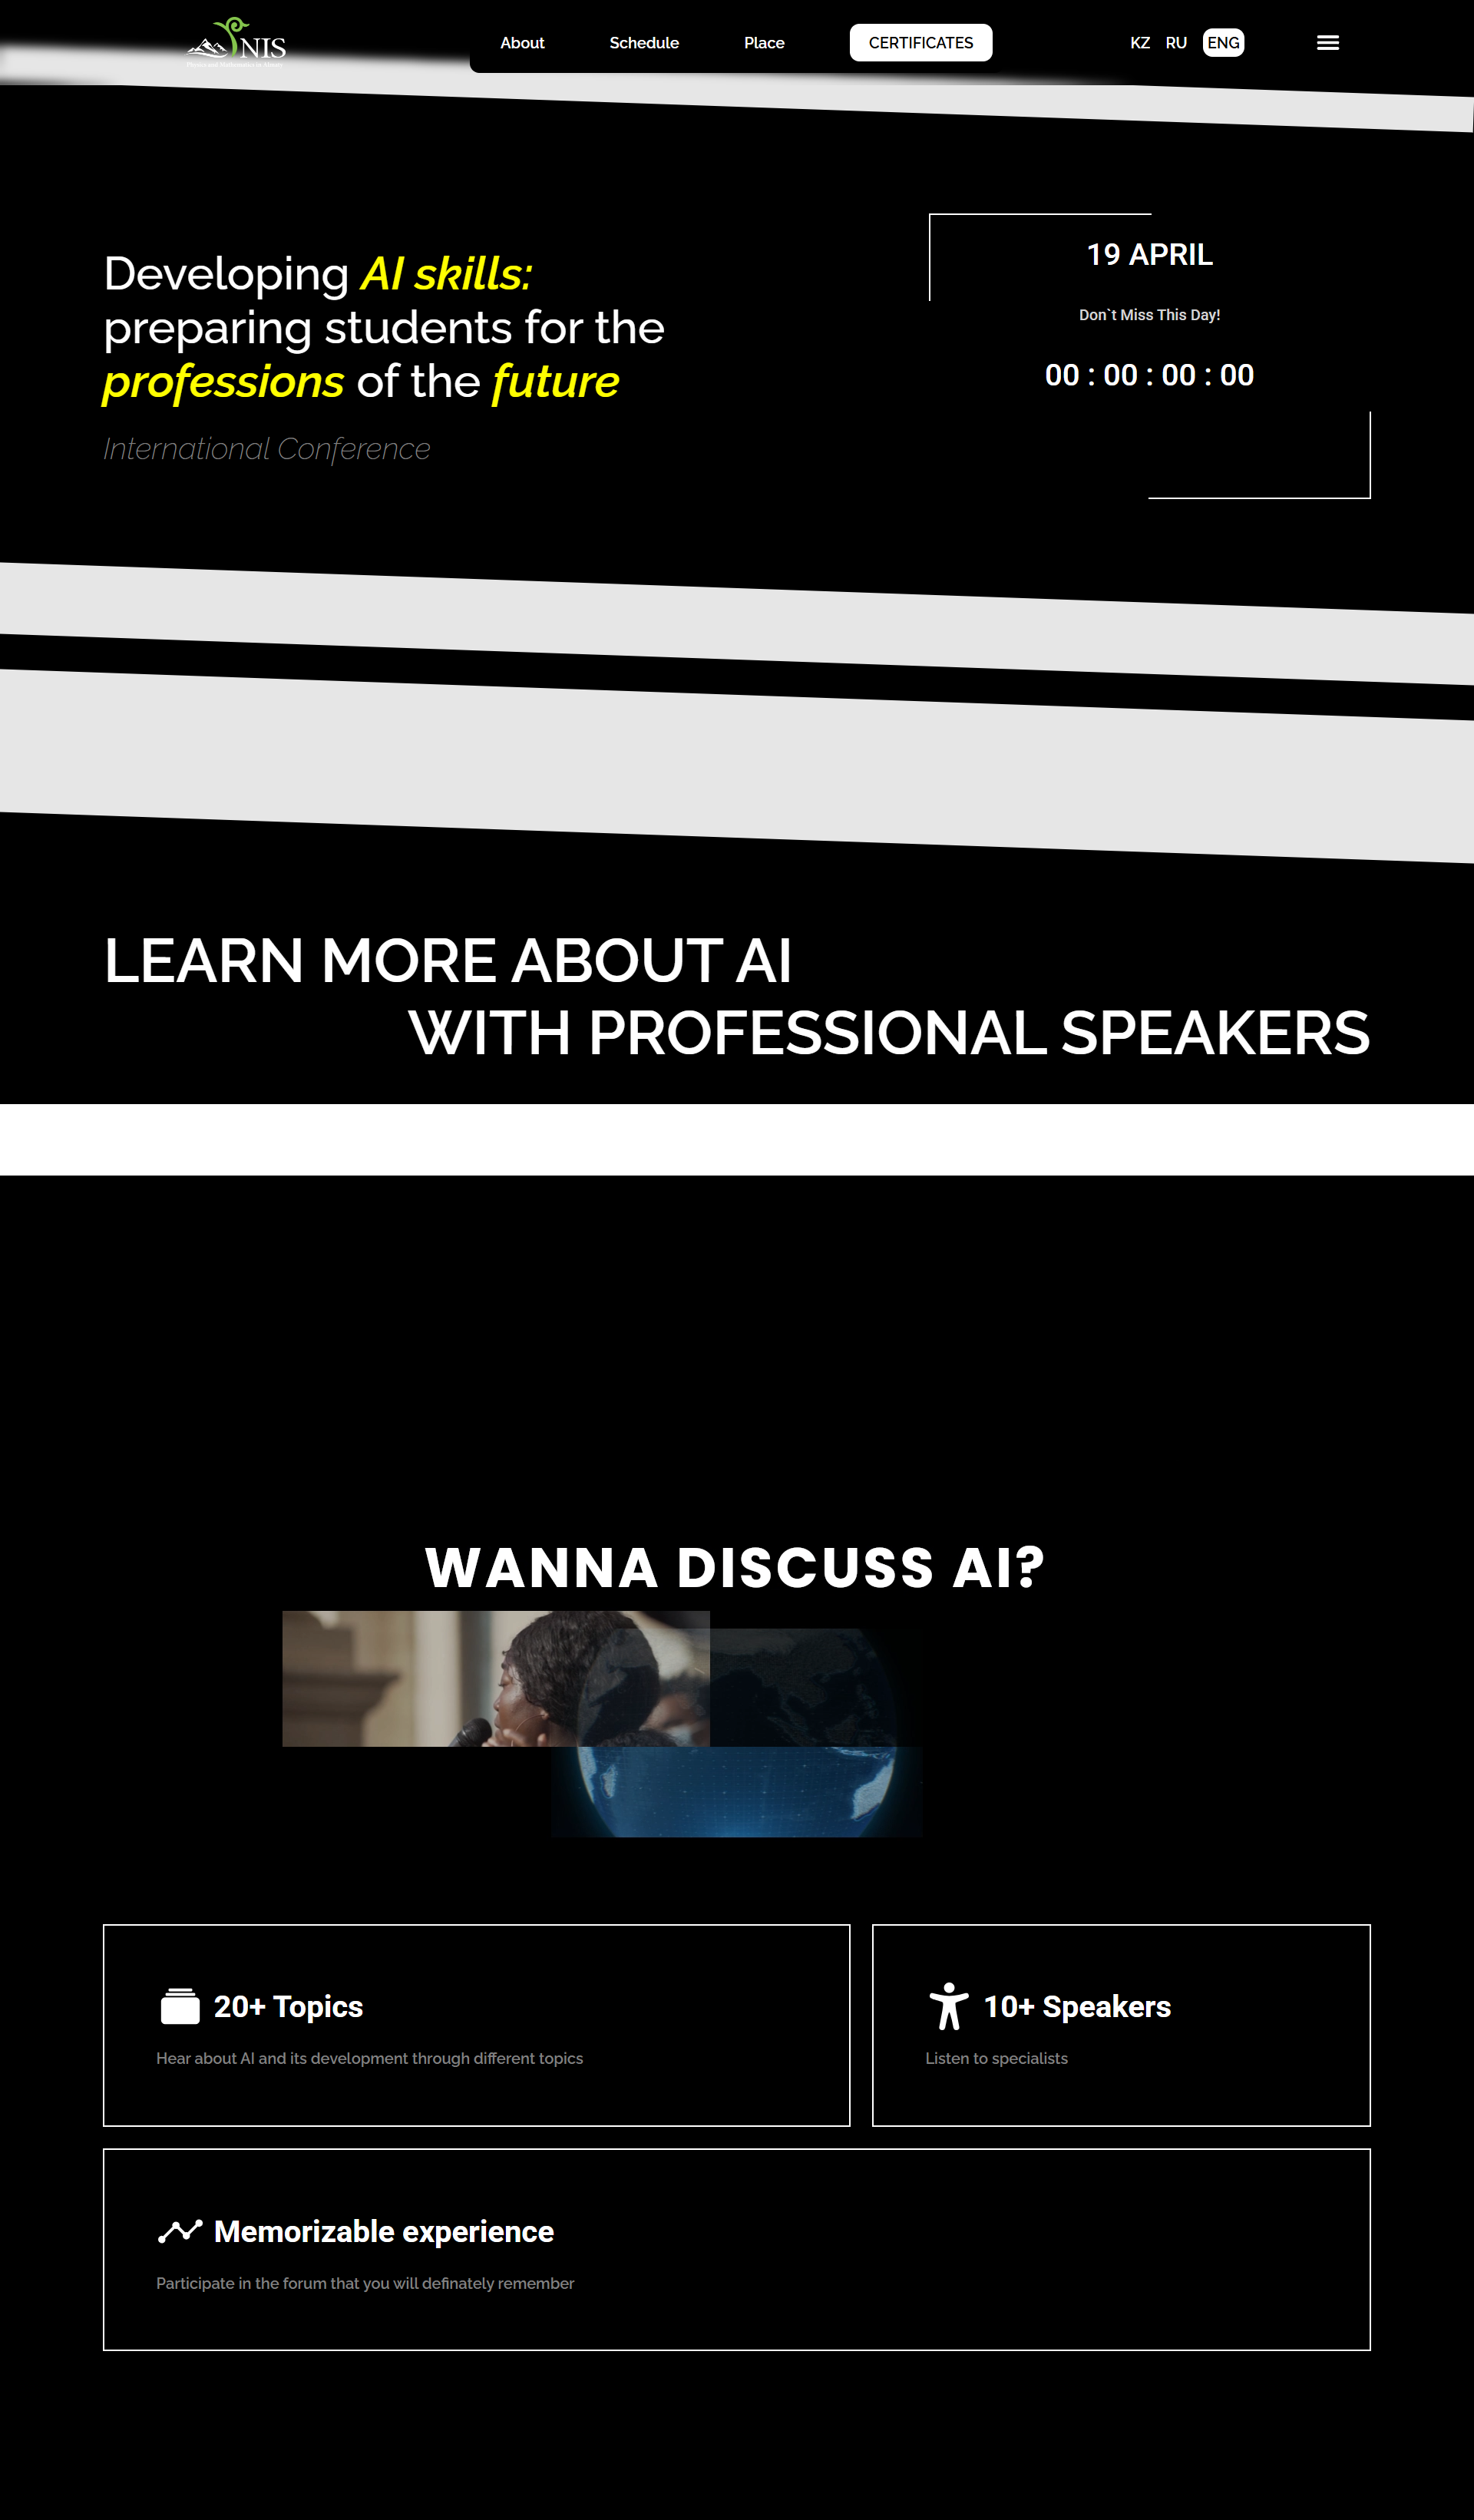 NIS
About
Schedule
Place
CERTIFICATES
KZ
RU
ENG
Developing AI skills:
preparing students for the
professions of the future
International Conference
19 APRIL
Don`t Miss This Day!
00 : 00 : 00 : 00
LEARN MORE ABOUT AI
WITH PROFESSIONAL SPEAKERS
WANNA DISCUSS AI?
20+ Topics
Hear about AI and its development through different topics
10+ Speakers
Listen to specialists
Memorizable experience
Participate in the forum that you will definately remember